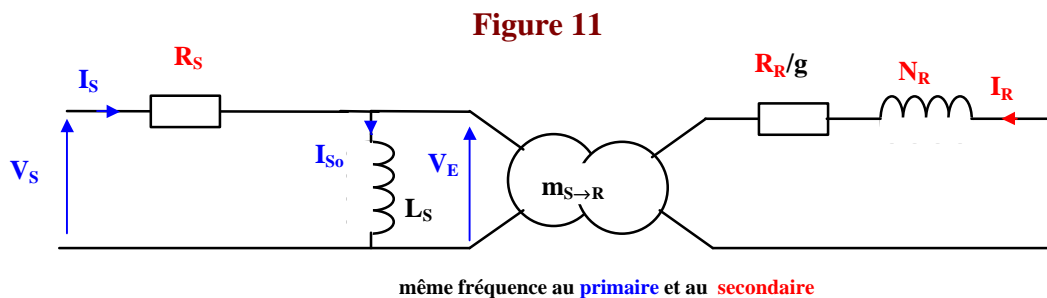 Figure 11
R_S
R_R/g
I_S
N_R
I_R
I_So
V_E
V_S
m_S→R
L_S
même fréquence au primaire et au secondaire